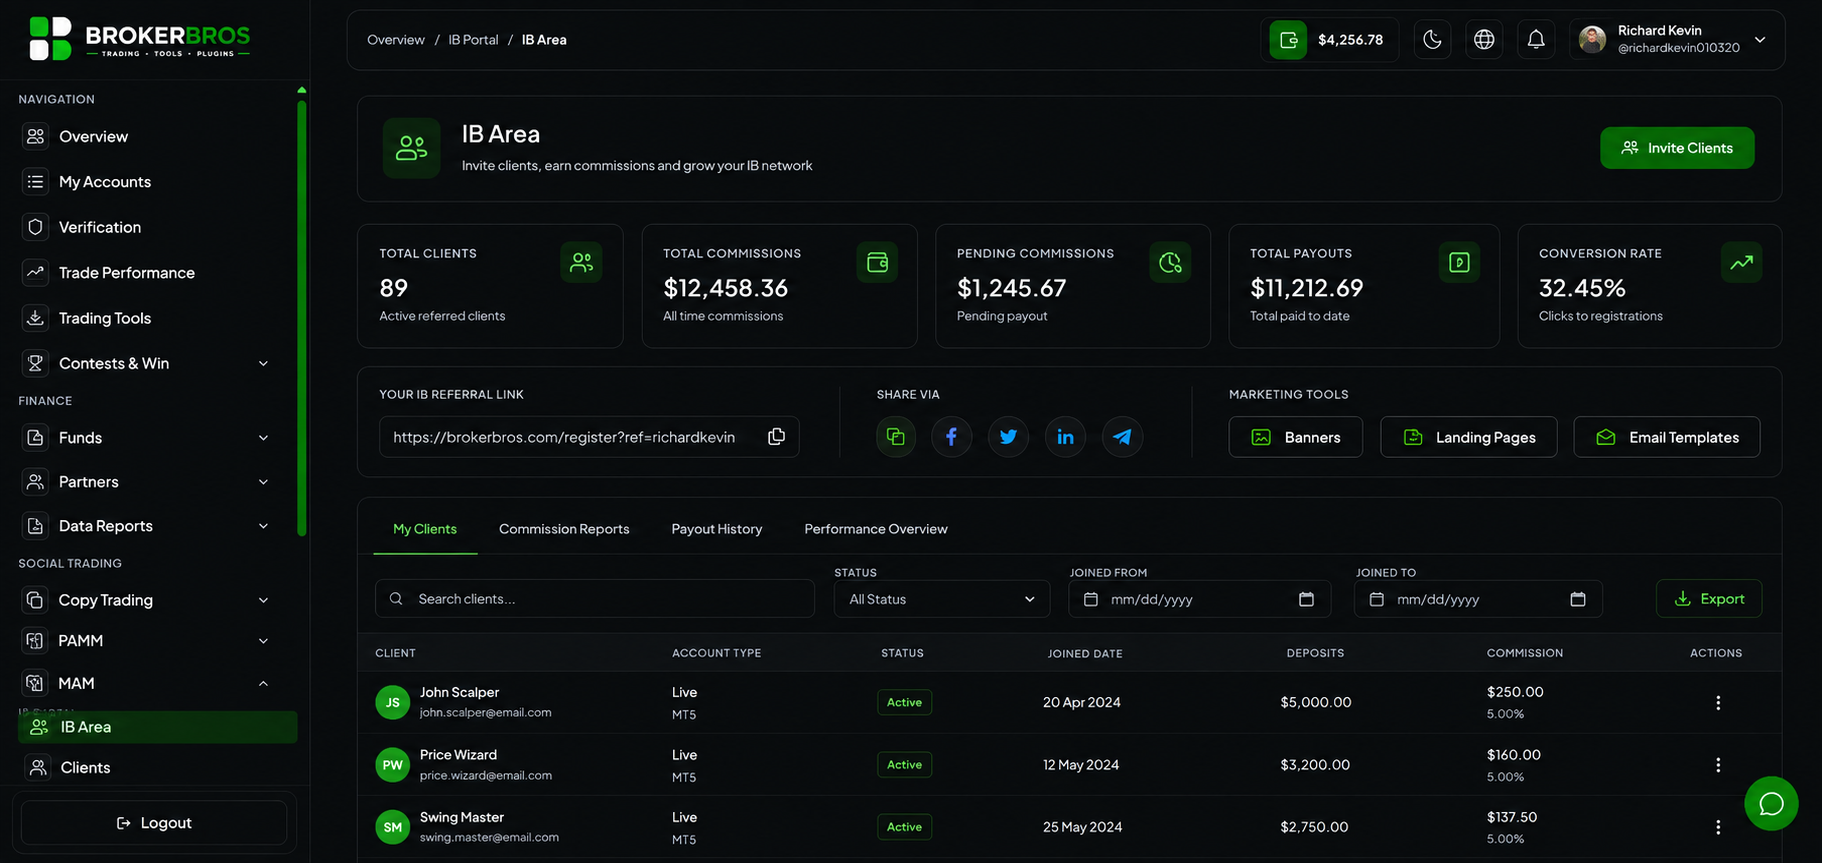 BROKERBROS
TRADING • TOOLS • PLUGINS
NAVIGATION
Overview
My Accounts
Verification
Trade Performance
Trading Tools
Contests & Win
FINANCE
Funds
Partners
Data Reports
SOCIAL TRADING
Copy Trading
PAMM
MAM
IB Area
Clients
Logout
Overview / IB Portal / IB Area
$4,256.78
Richard Kevin
@richardkevin010320
IB Area
Invite clients, earn commissions and grow your IB network
Invite Clients
TOTAL CLIENTS
89
Active referred clients
TOTAL COMMISSIONS
$12,458.36
All time commissions
PENDING COMMISSIONS
$1,245.67
Pending payout
TOTAL PAYOUTS
$11,212.69
Total paid to date
CONVERSION RATE
32.45%
Clicks to registrations
YOUR IB REFERRAL LINK
https://brokerbros.com/register?ref=richardkevin
SHARE VIA
MARKETING TOOLS
Banners
Landing Pages
Email Templates
My Clients
Commission Reports
Payout History
Performance Overview
Search clients...
STATUS
All Status
JOINED FROM
mm/dd/yyyy
JOINED TO
mm/dd/yyyy
Export
CLIENT ACCOUNT TYPE STATUS JOINED DATE DEPOSITS COMMISSION ACTIONS
JS John Scalper Live Active 20 Apr 2024 $5,000.00 $250.00
john.scalper@email.com MT5 5.00%
PW Price Wizard Live Active 12 May 2024 $3,200.00 $160.00
price.wizard@email.com MT5 5.00%
SM Swing Master Live Active 25 May 2024 $2,750.00 $137.50
swing.master@email.com MT5 5.00%